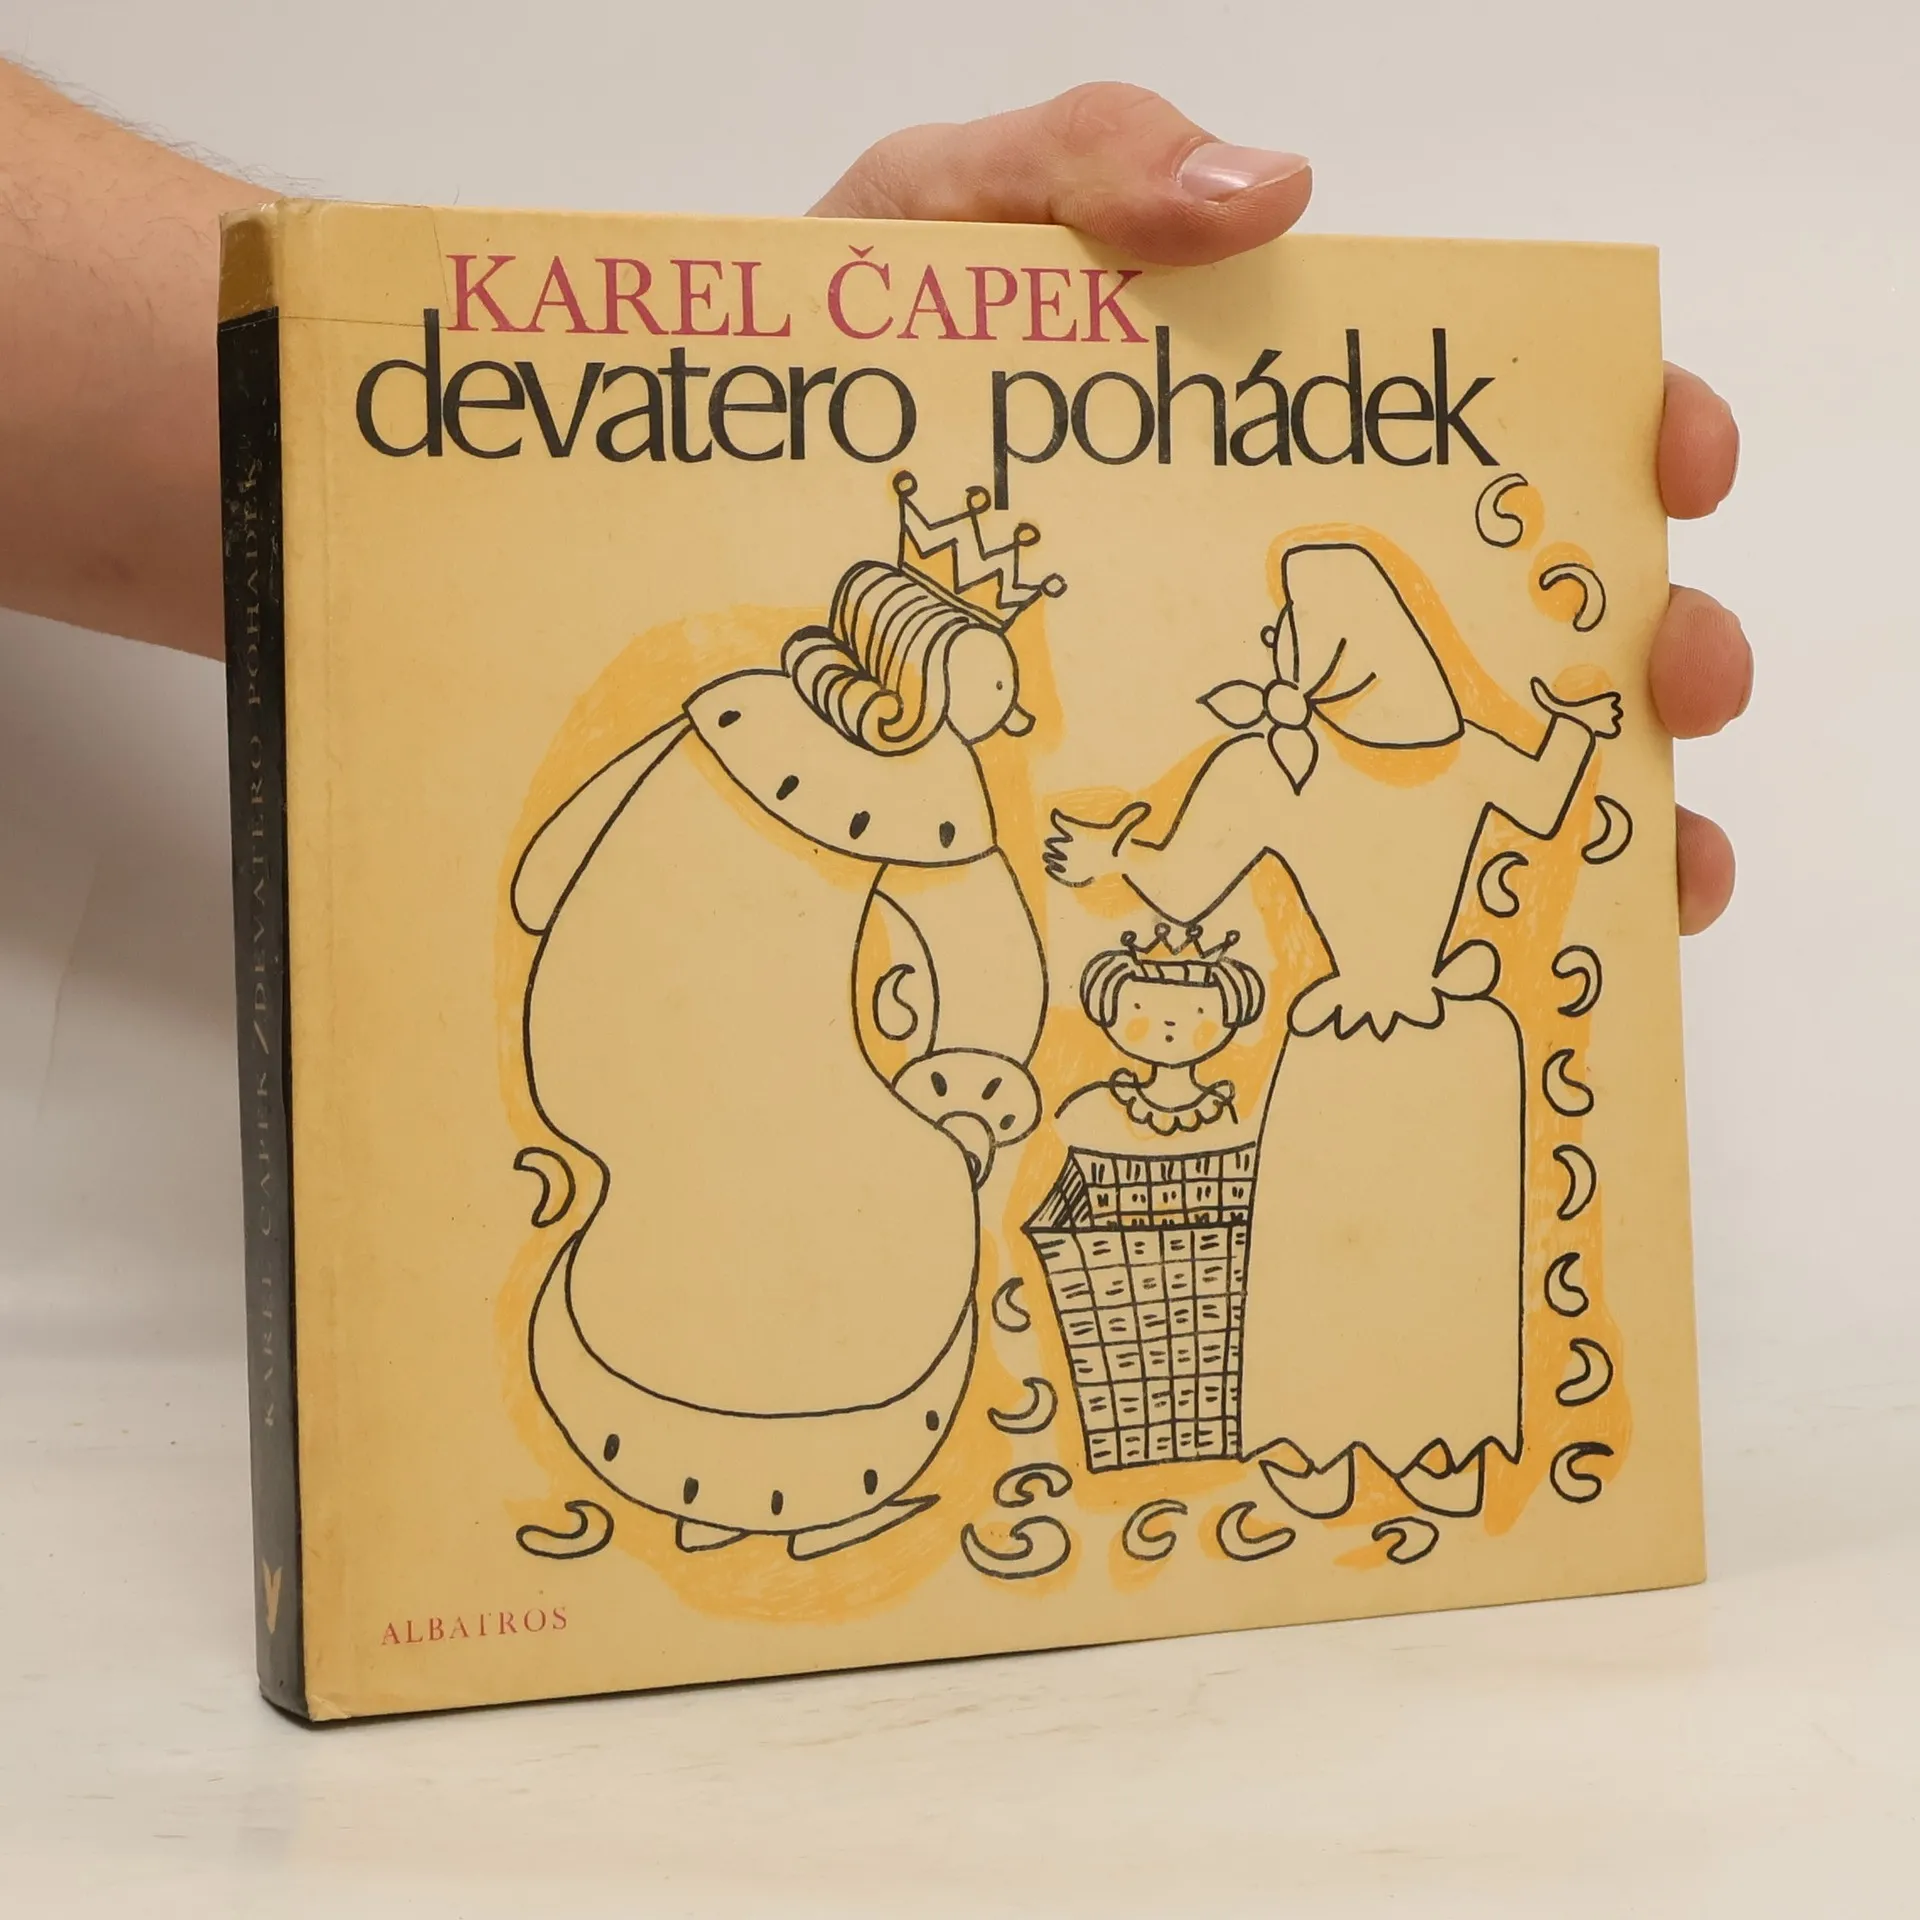 KAREL ČAPEK
devatero pohádek
ALBATROS
KAREL ČAPEK / DEVATERO POHÁDEK